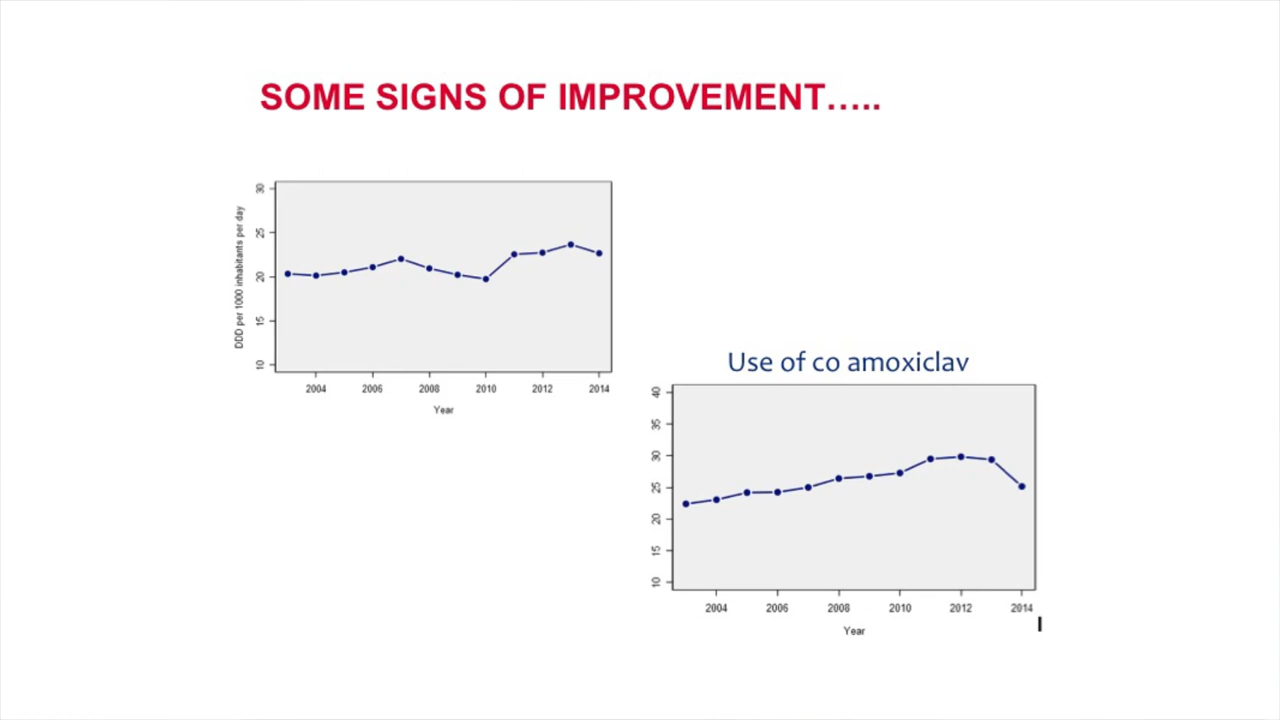 SOME SIGNS OF IMPROVEMENT…..
DDD per 1000 inhabitants per day
30
25
20
15
10
2004 2006 2008 2010 2012 2014
Year
Use of co amoxiclav
40
35
30
25
20
15
10
2004 2006 2008 2010 2012 2014
Year